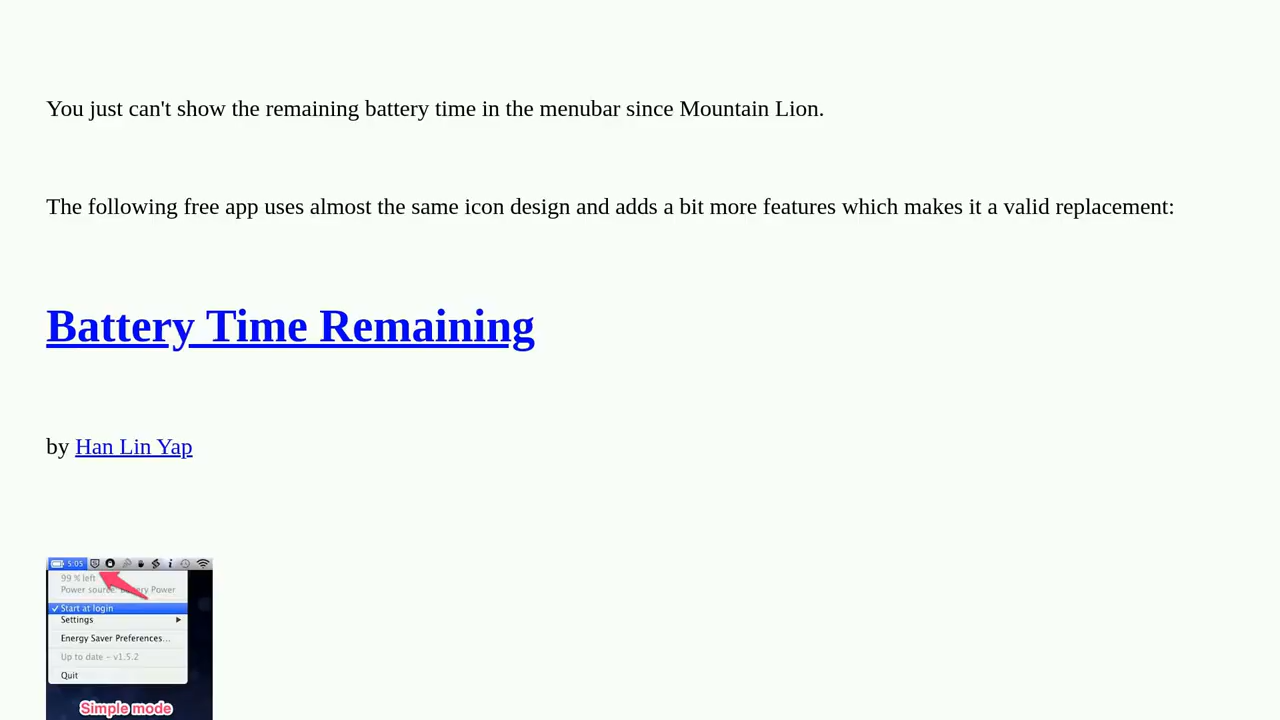 You just can't show the remaining battery time in the menubar since Mountain Lion.
The following free app uses almost the same icon design and adds a bit more features which makes it a valid replacement:
Battery Time Remaining
by Han Lin Yap
5:05
99 % left
Power source: Battery Power
Start at login
Settings
Energy Saver Preferences...
Up to date - v1.5.2
Quit
Simple mode